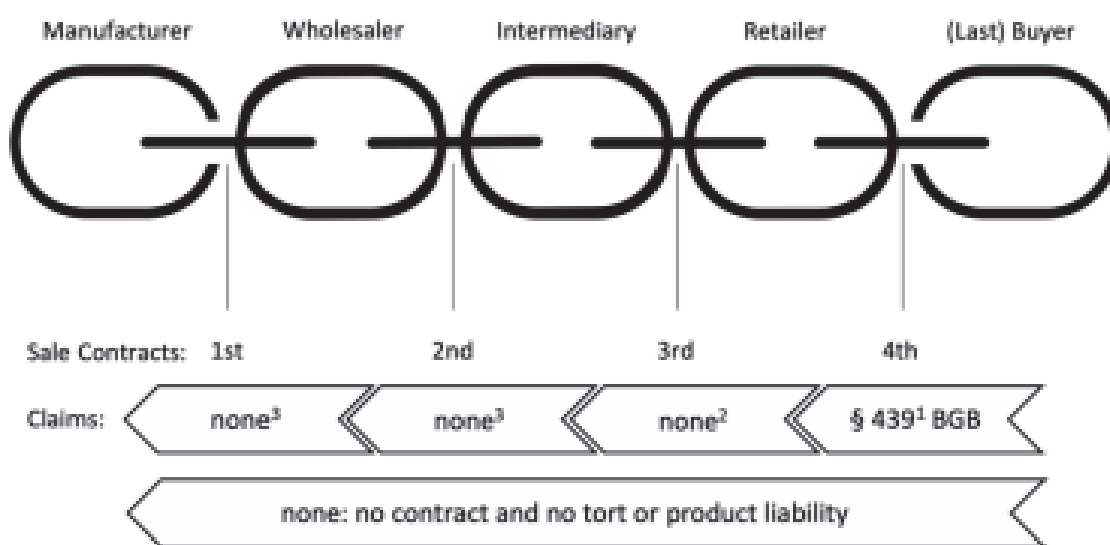 Manufacturer Wholesaler Intermediary Retailer (Last) Buyer
Sale Contracts: 1st 2nd 3rd 4th
Claims: none³ none³ none² § 439¹ BGB
none: no contract and no tort or product liability